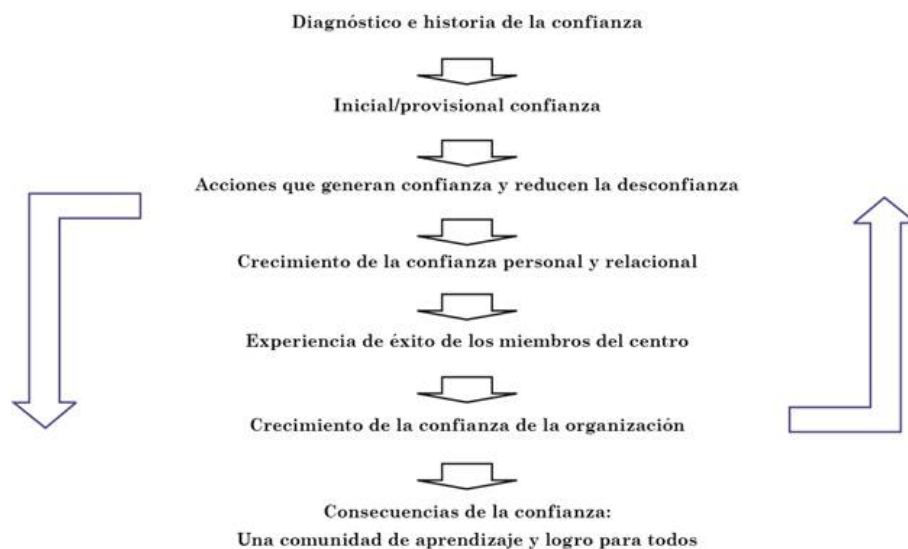 Diagnóstico e historia de la confianza
Inicial/provisional confianza
Acciones que generan confianza y reducen la desconfianza
Crecimiento de la confianza personal y relacional
Experiencia de éxito de los miembros del centro
Crecimiento de la confianza de la organización
Consecuencias de la confianza:
Una comunidad de aprendizaje y logro para todos